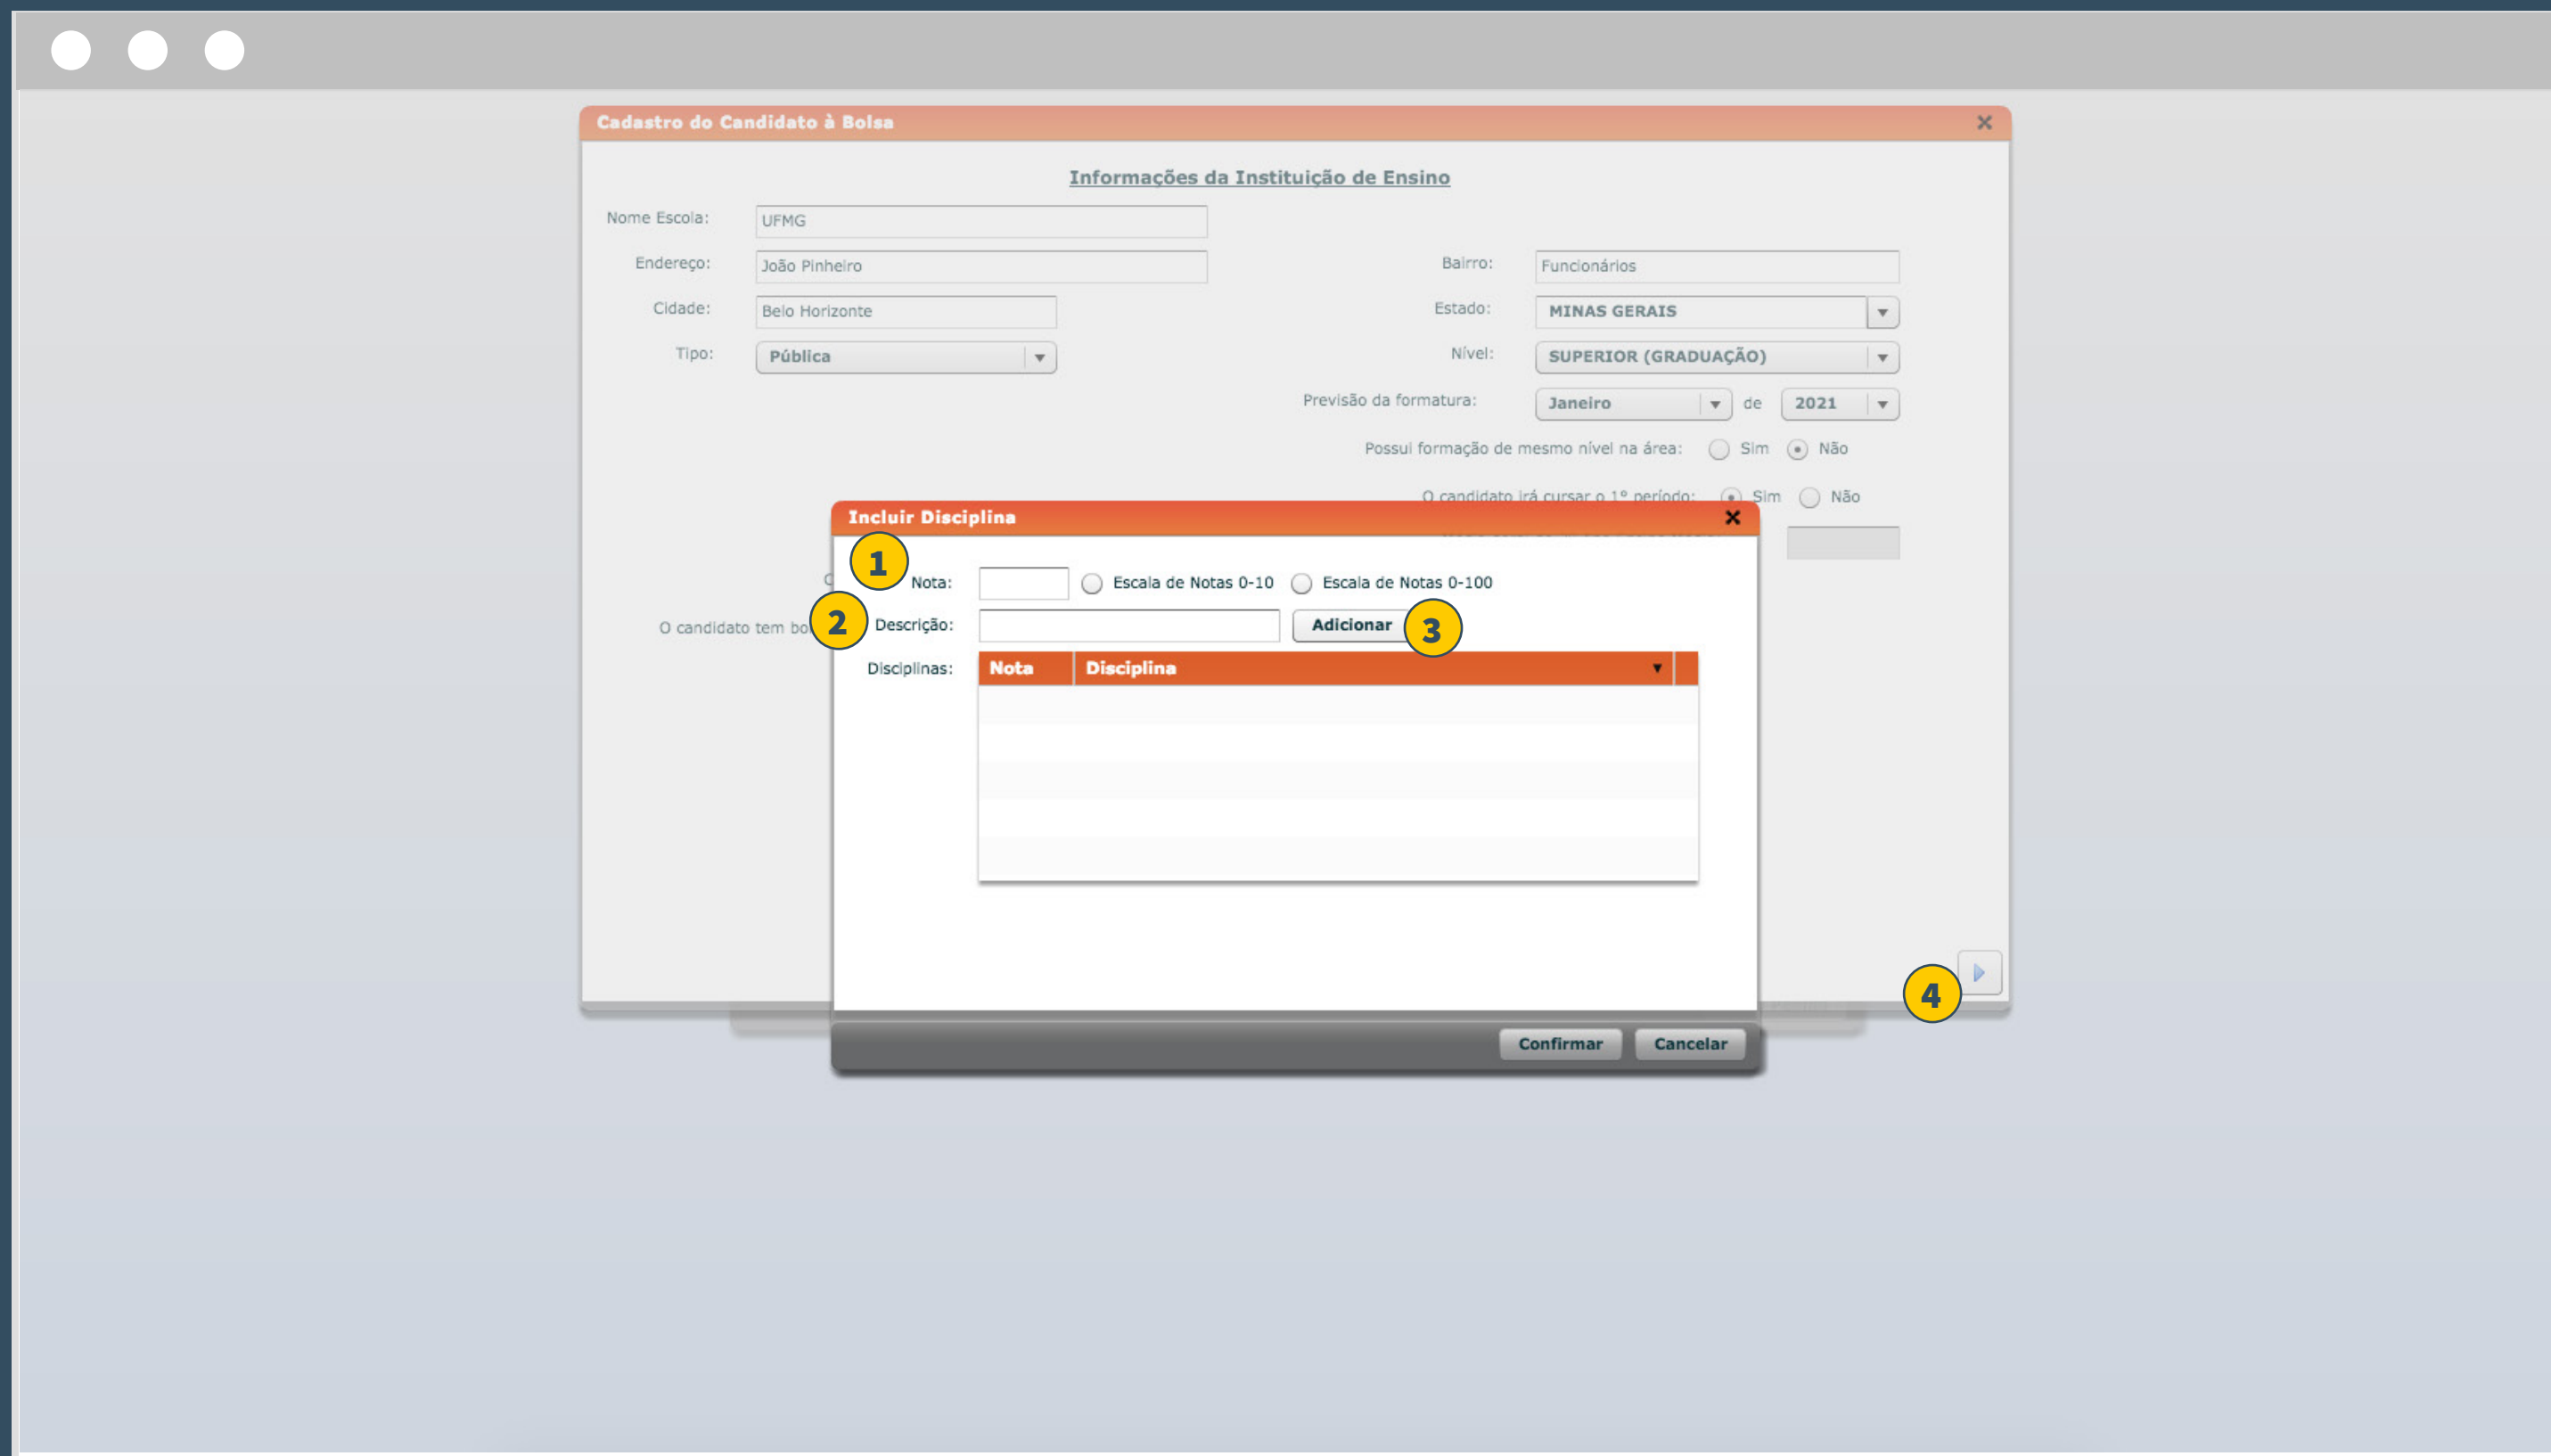 Cadastro do Candidato à Bolsa
Informações da Instituição de Ensino
Nome Escola: UFMG
Endereço: João Pinheiro Bairro: Funcionários
Cidade: Belo Horizonte Estado: MINAS GERAIS
Tipo: Pública Nível: SUPERIOR (GRADUAÇÃO)
Previsão da formatura: Janeiro de 2021
Possui formação de mesmo nível na área: Sim Não
O candidato irá cursar o 1º período: Sim Não
Incluir Disciplina
1 Nota: Escala de Notas 0-10 Escala de Notas 0-100
O candidato tem 2 Descrição: Adicionar 3
Disciplinas: Nota Disciplina
4
Confirmar Cancelar